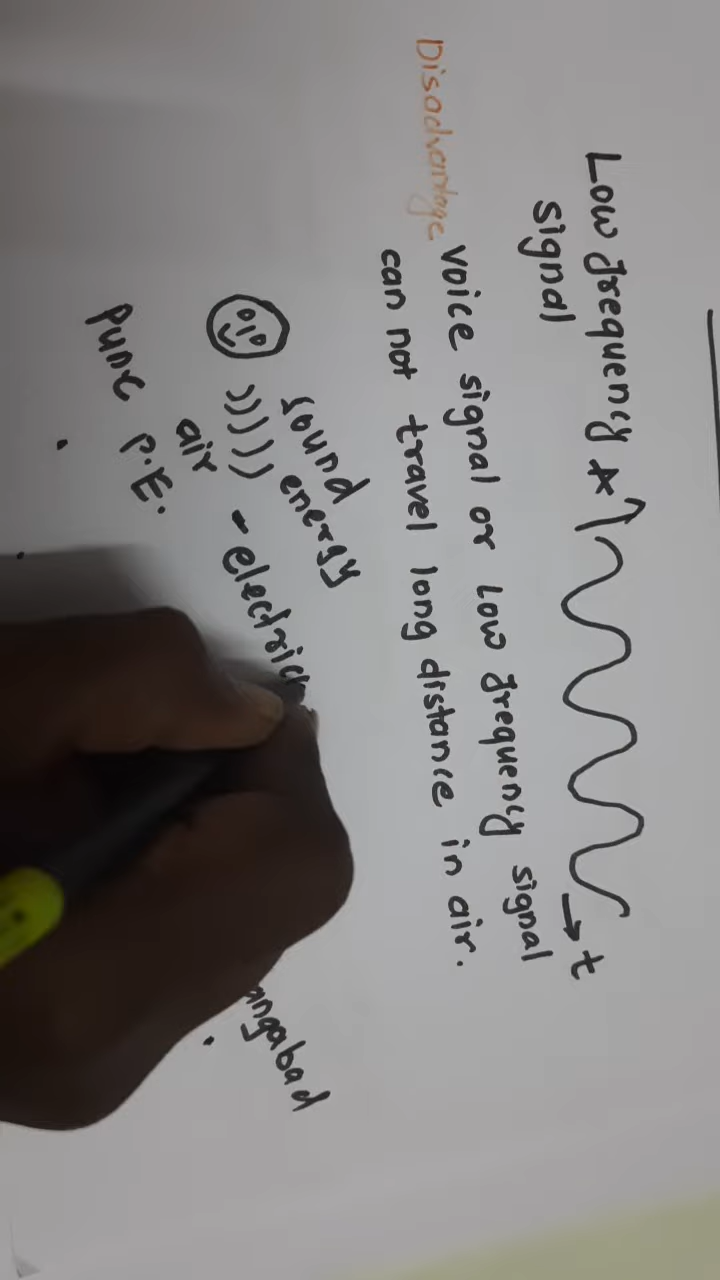 Low frequency A
signal
→ t
Disadvantage
voice signal or Low frequency signal
can not travel long distance in air.
sound
energy
air - electric
Pune P.E.
angabad